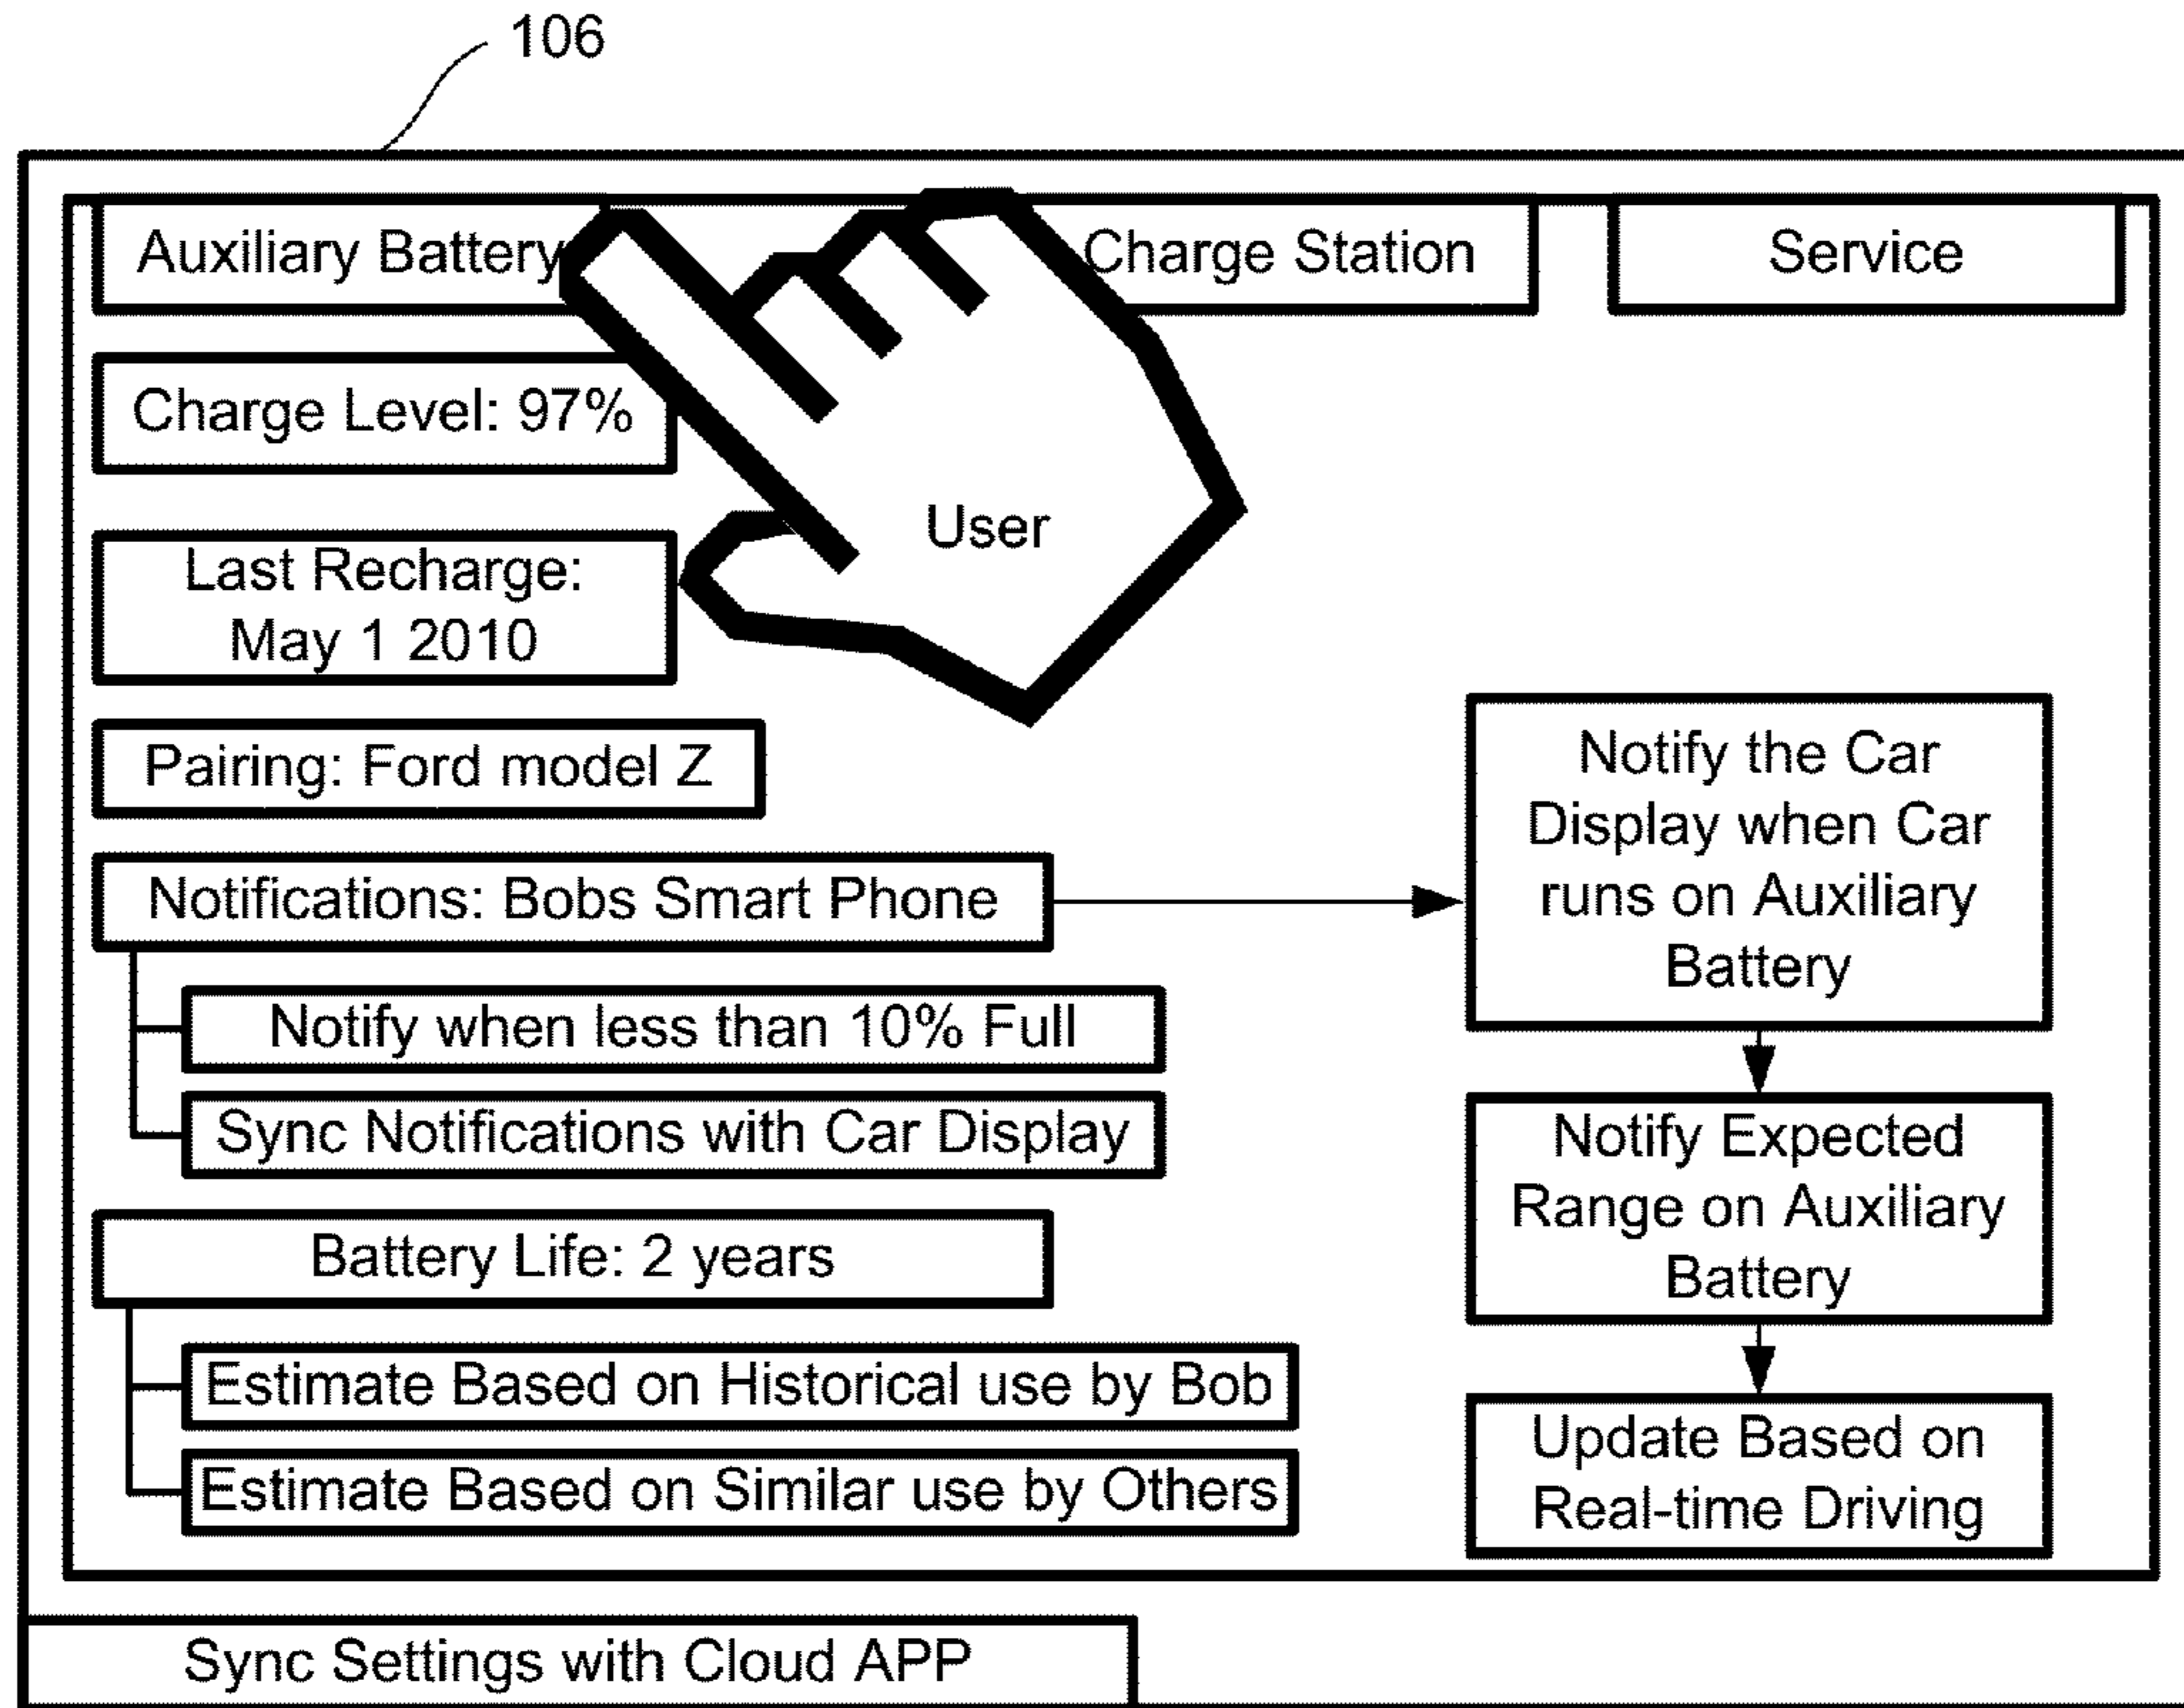 106
Auxiliary Battery
Charge Station
Service
Charge Level: 97%
User
Last Recharge:
May 1 2010
Pairing: Ford model Z
Notifications: Bobs Smart Phone
Notify when less than 10% Full
Sync Notifications with Car Display
Battery Life: 2 years
Estimate Based on Historical use by Bob
Estimate Based on Similar use by Others
Notify the Car
Display when Car
runs on Auxiliary
Battery
Notify Expected
Range on Auxiliary
Battery
Update Based on
Real-time Driving
Sync Settings with Cloud APP